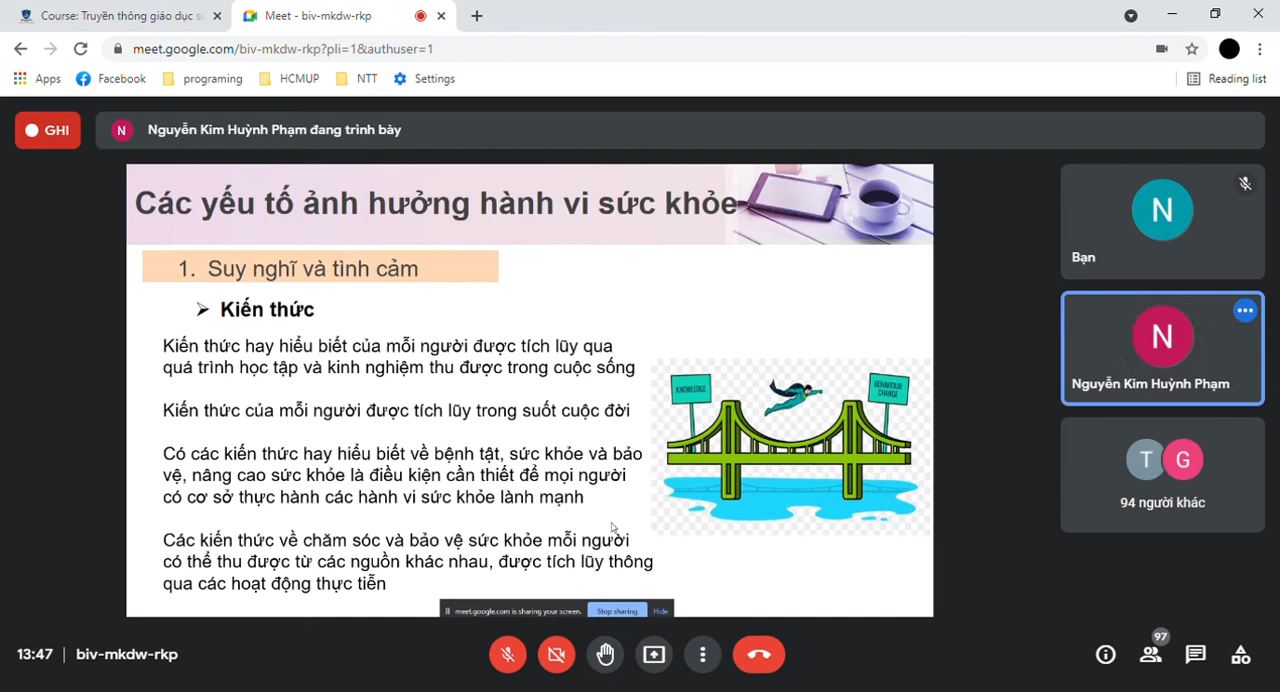 Course: Truyền thông giáo dục sứ
Meet - biv-mkdw-rkp
meet.google.com/biv-mkdw-rkp?pli=1&authuser=1
Apps
Facebook
programing
HCMUP
NTT
Settings
Reading list
GHI
N
Nguyễn Kim Huỳnh Phạm đang trình bày
Các yếu tố ảnh hưởng hành vi sức khỏe
1. Suy nghĩ và tình cảm
➢ Kiến thức
Kiến thức hay hiểu biết của mỗi người được tích lũy qua
quá trình học tập và kinh nghiệm thu được trong cuộc sống
Kiến thức của mỗi người được tích lũy trong suốt cuộc đời
Có các kiến thức hay hiểu biết về bệnh tật, sức khỏe và bảo
vệ, nang cao sức khỏe là điều kiện cần thiết để mọi người
có cơ sở thực hành các hành vi sức khỏe lành mạnh
Các kiến thức về chăm sóc và bảo vệ sức khỏe mỗi người
có thể thu được từ các nguồn khác nhau, được tích lũy thông
qua các hoạt động thực tiễn
KNOWLEDGE
BEHAVIOUR
CHANGE
meet.google.com is sharing your screen.
Stop sharing
Hide
N
Bạn
N
Nguyễn Kim Huỳnh Phạm
T
G
94 người khác
13:47
biv-mkdw-rkp
97